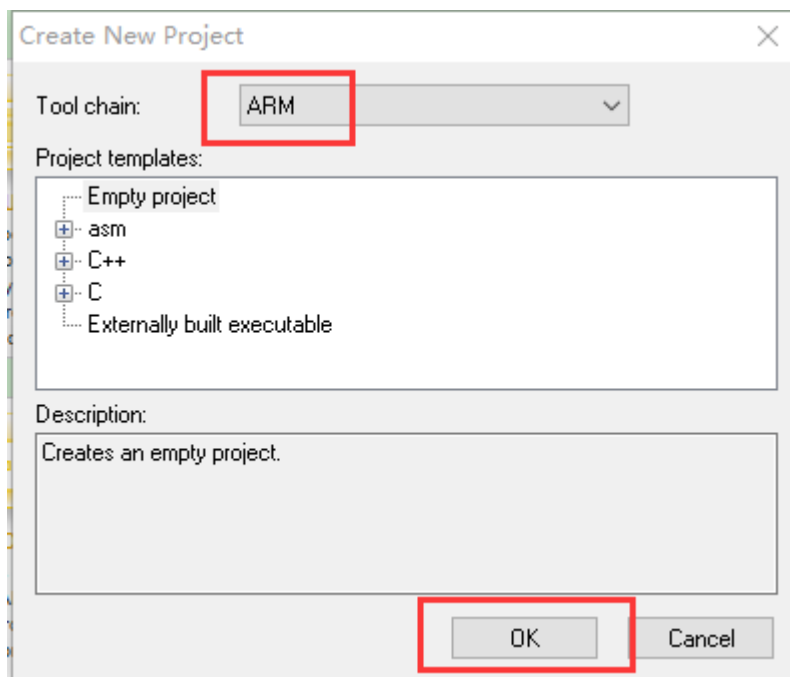 Create New Project
Tool chain: ARM
Project templates:
Empty project
asm
C++
C
Externally built executable
Description:
Creates an empty project.
OK Cancel